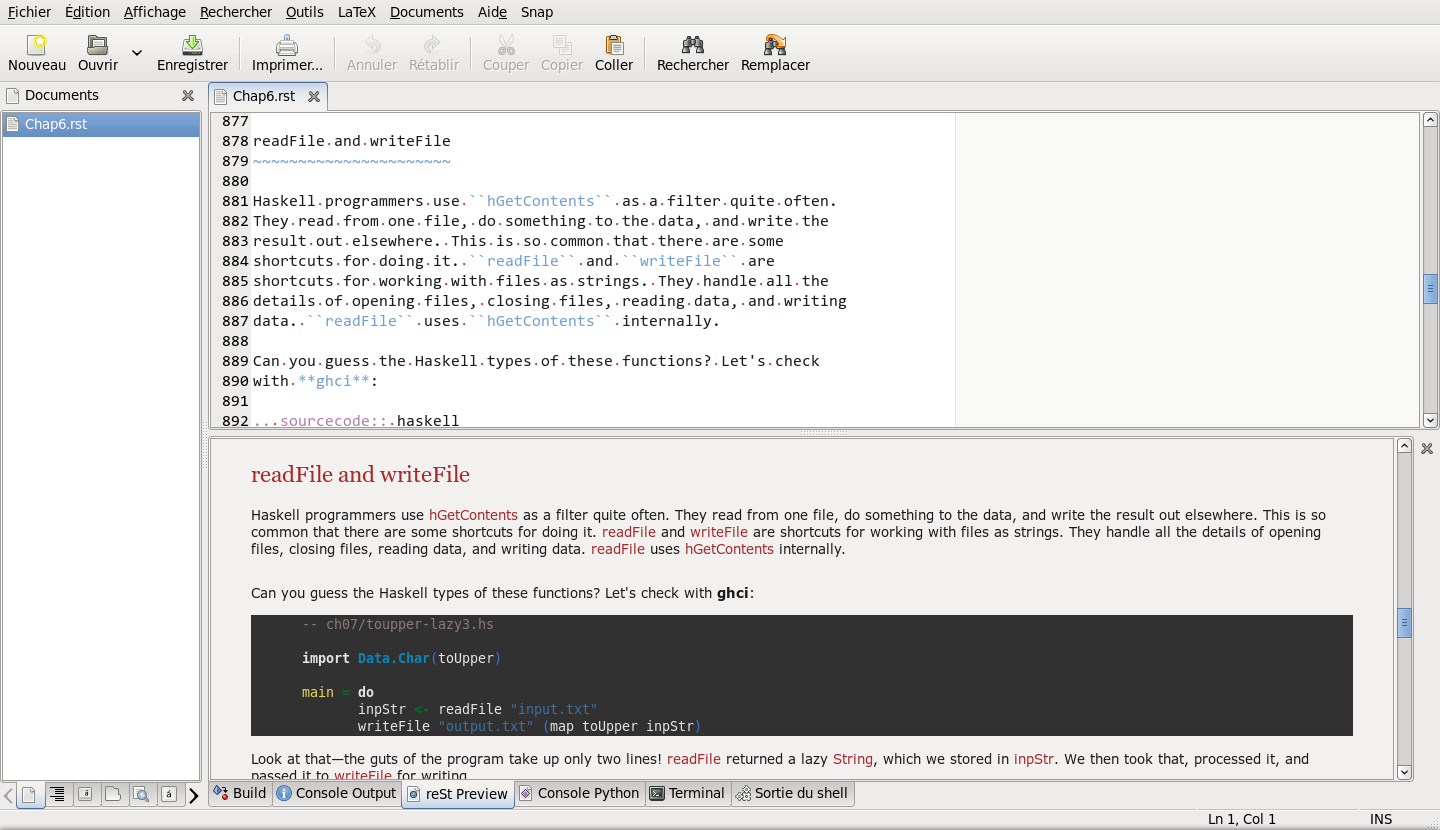 Fichier Édition Affichage Rechercher Outils LaTeX Documents Aide Snap
Nouveau Ouvrir Enregistrer Imprimer... Annuler Rétablir Couper Copier Coller Rechercher Remplacer
Documents
Chap6.rst
Chap6.rst
877
878 readFile.and.writeFile
879 ~~~~~~~~~~~~~~~~~~~~~~
880
881 Haskell.programmers.use.``hGetContents``.as.a.filter.quite.often.
882 They.read.from.one.file,.do.something.to.the.data,.and.write.the
883 result.out.elsewhere..This.is.so.common.that.there.are.some
884 shortcuts.for.doing.it..``readFile``.and.``writeFile``.are
885 shortcuts.for.working.with.files.as.strings..They.handle.all.the
886 details.of.opening.files,.closing.files,.reading.data,.and.writing
887 data..``readFile``.uses.``hGetContents``.internally.
888
889 Can.you.guess.the.Haskell.types.of.these.functions?.Let's.check
890 with.**ghci**:
891
892 ...sourcecode::.haskell
readFile and writeFile
Haskell programmers use hGetContents as a filter quite often. They read from one file, do something to the data, and write the result out elsewhere. This is so
common that there are some shortcuts for doing it. readFile and writeFile are shortcuts for working with files as strings. They handle all the details of opening
files, closing files, reading data, and writing data. readFile uses hGetContents internally.
Can you guess the Haskell types of these functions? Let's check with ghci:
-- ch07/toupper-lazy3.hs
import Data.Char(toUpper)
main = do
inpStr <- readFile "input.txt"
writeFile "output.txt" (map toUpper inpStr)
Look at that—the guts of the program take up only two lines! readFile returned a lazy String, which we stored in inpStr. We then took that, processed it, and
passed it to writeFile for writing.
Build Console Output reSt Preview Console Python Terminal Sortie du shell
Ln 1, Col 1 INS